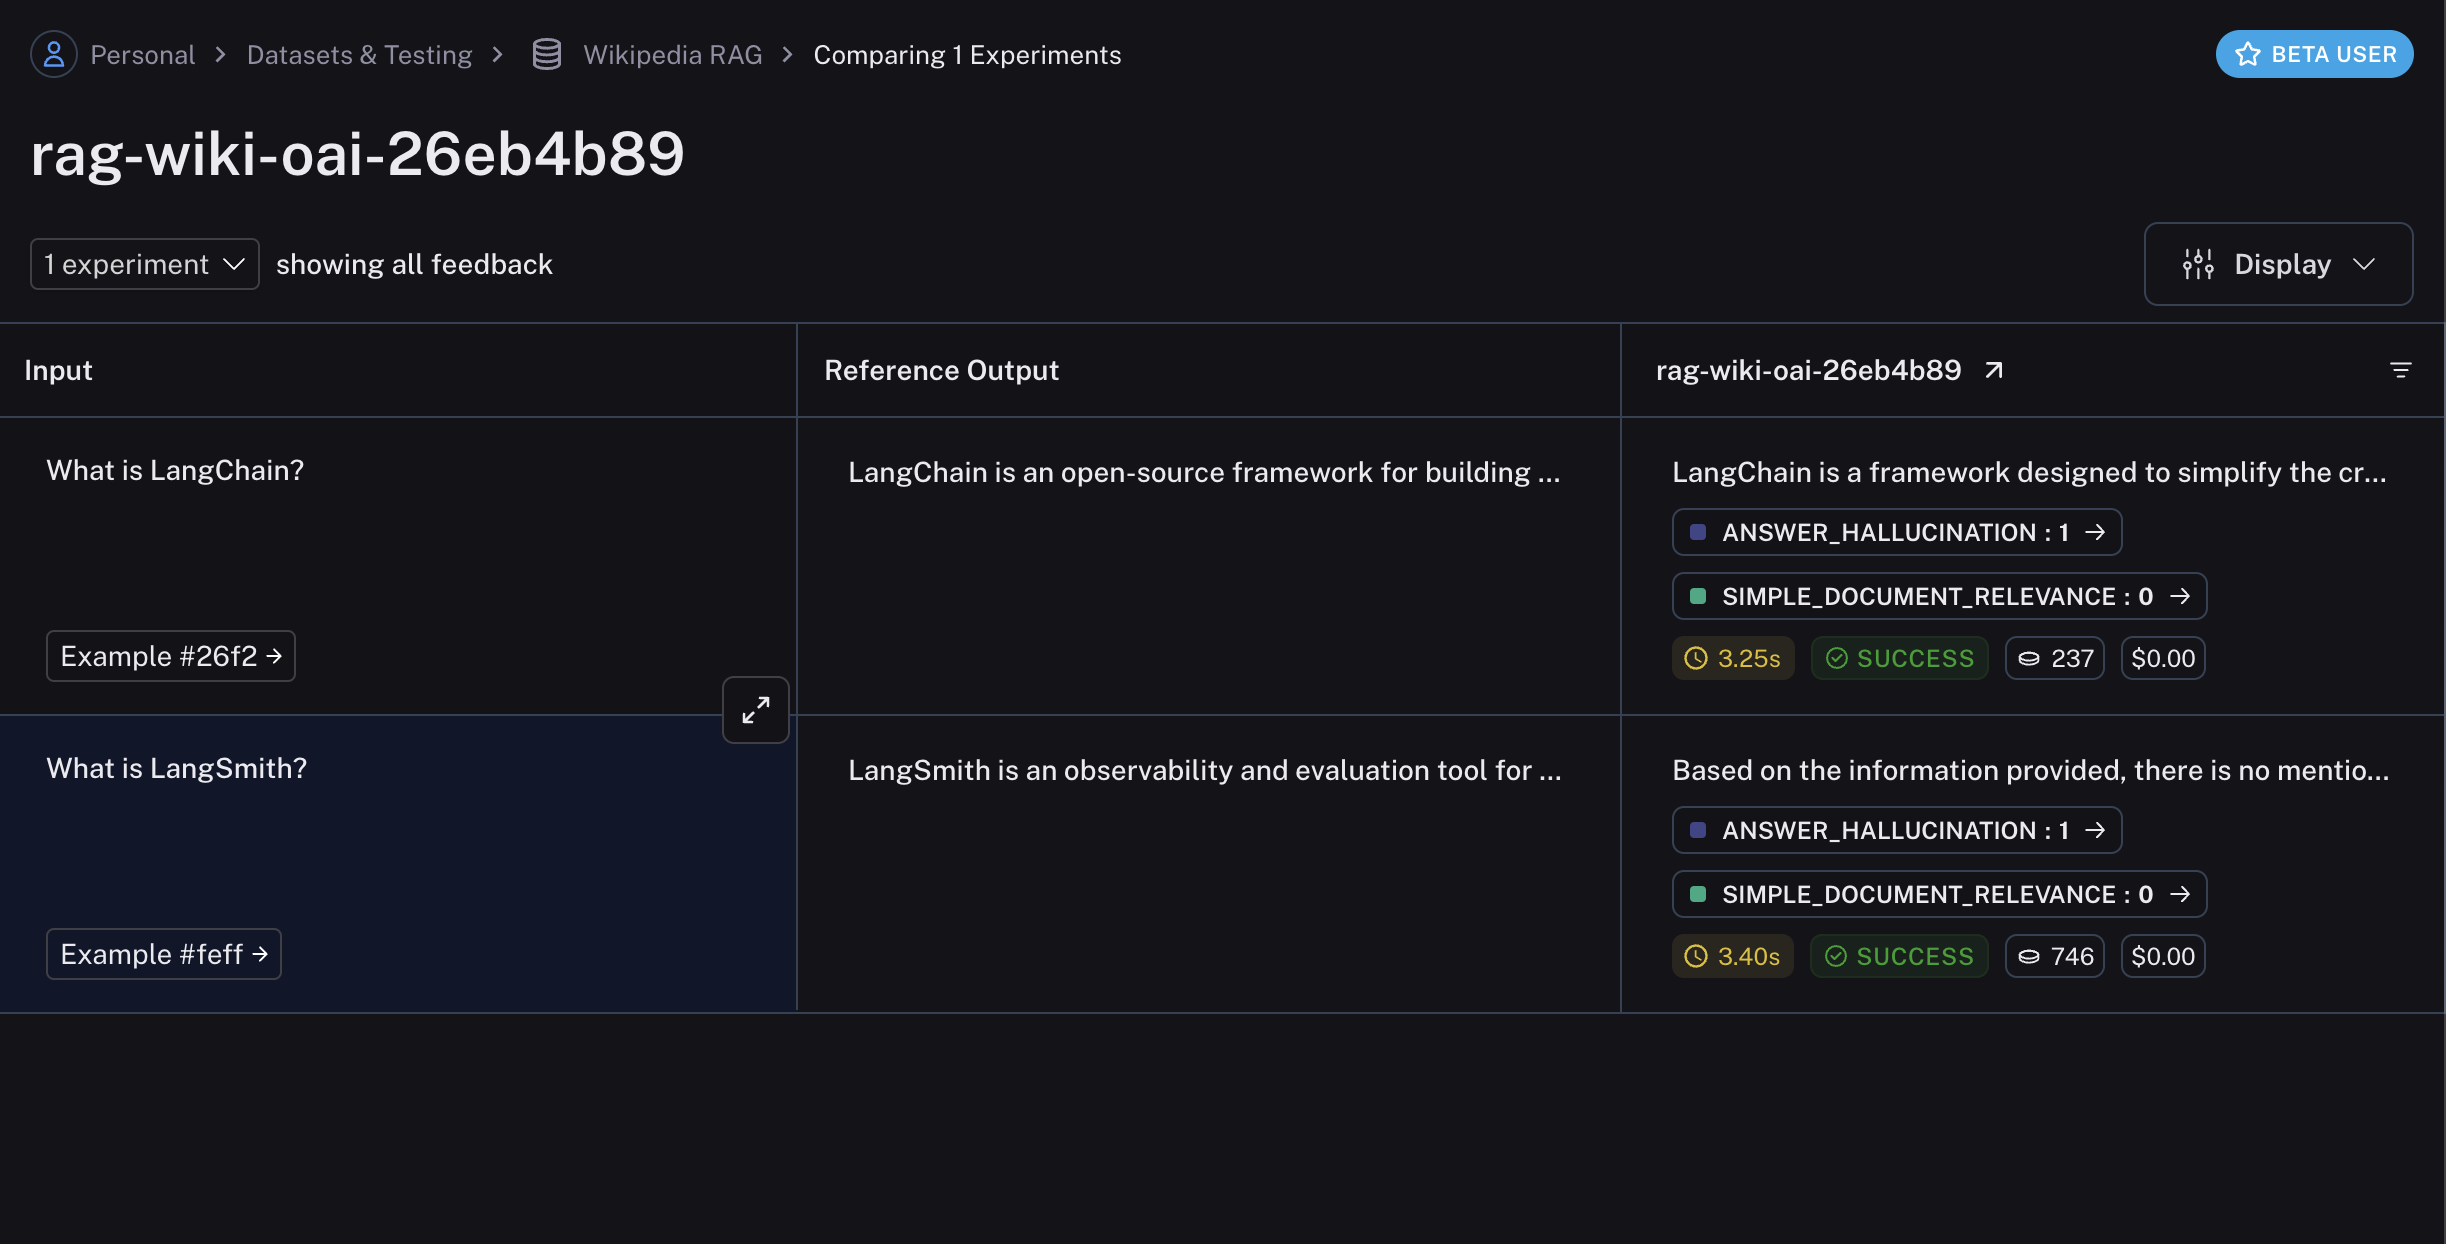 Personal > Datasets & Testing > Wikipedia RAG > Comparing 1 Experiments
BETA USER
rag-wiki-oai-26eb4b89
1 experiment showing all feedback
Display
Input
Reference Output
rag-wiki-oai-26eb4b89
What is LangChain?
LangChain is an open-source framework for building ...
LangChain is a framework designed to simplify the cr...
ANSWER_HALLUCINATION : 1 →
SIMPLE_DOCUMENT_RELEVANCE : 0 →
Example #26f2 →
3.25s SUCCESS 237 $0.00
What is LangSmith?
LangSmith is an observability and evaluation tool for ...
Based on the information provided, there is no mentio...
ANSWER_HALLUCINATION : 1 →
SIMPLE_DOCUMENT_RELEVANCE : 0 →
Example #feff →
3.40s SUCCESS 746 $0.00